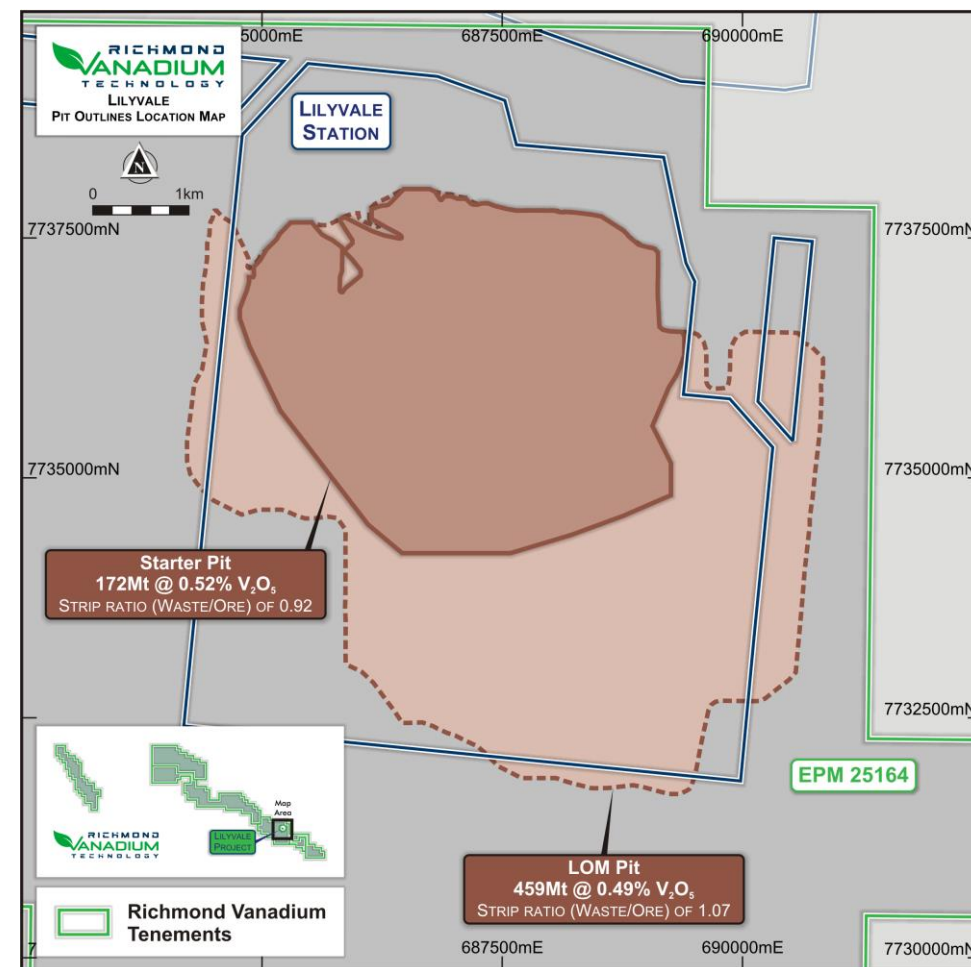 RICHMOND
VANADIUM
TECHNOLOGY
LILYVALE
PIT OUTLINES LOCATION MAP
5000mE
687500mE
690000mE
LILYVALE
STATION
N
0 1km
7737500mN
7737500mN
7735000mN
7735000mN
Starter Pit
172Mt @ 0.52% V₂O₅
STRIP RATIO (WASTE/ORE) OF 0.92
7732500mN
EPM 25164
Map
Area
LILYVALE
PROJECT
RICHMOND
VANADIUM
TECHNOLOGY
LOM Pit
459Mt @ 0.49% V₂O₅
STRIP RATIO (WASTE/ORE) OF 1.07
Richmond Vanadium
Tenements
7
687500mE
690000mE
7730000mN